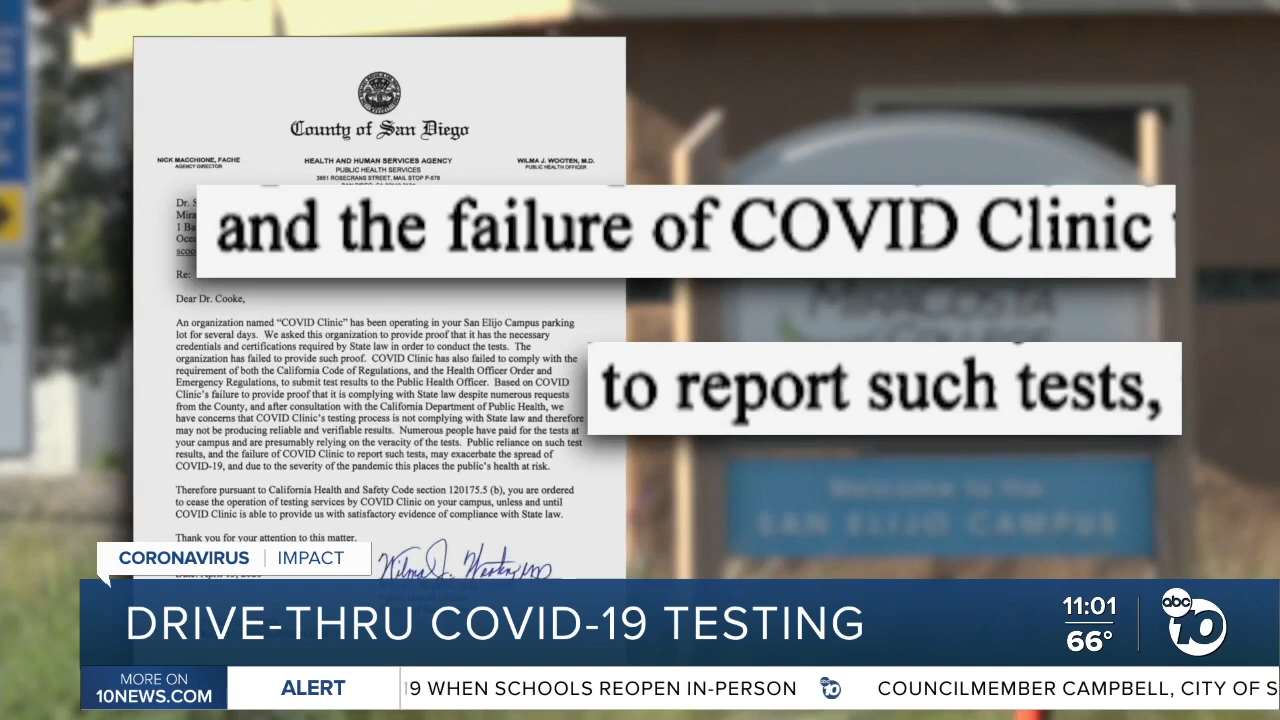 County of San Diego
NICK MACCHIONE, FACHE
AGENCY DIRECTOR
HEALTH AND HUMAN SERVICES AGENCY
PUBLIC HEALTH SERVICES
3851 ROSECRANS STREET, MAIL STOP P-578
WILMA J. WOOTEN, M.D.
PUBLIC HEALTH OFFICER
and the failure of COVID Clinic
to report such tests,
Dr. S
Mira
1 Ba
Ocea
scoo
Re:
Dear Dr. Cooke,
An organization named "COVID Clinic" has been operating in your San Elijo Campus parking
lot for several days. We asked this organization to provide proof that it has the necessary
credentials and certifications required by State law in order to conduct the tests. The
organization has failed to provide such proof. COVID Clinic has also failed to comply with the
requirement of both the California Code of Regulations, and the Health Officer Order and
Emergency Regulations, to submit test results to the Public Health Officer. Based on COVID
Clinic's failure to provide proof that it is complying with State law despite numerous requests
from the County, and after consultation with the California Department of Public Health, we
have concerns that COVID Clinic's testing process is not complying with State law and therefore
may not be producing reliable and verifiable results. Numerous people have paid for the tests at
your campus and are presumably relying on the veracity of the tests. Public reliance on such test
results, and the failure of COVID Clinic to report such tests, may exacerbate the spread of
COVID-19, and due to the severity of the pandemic this places the public's health at risk.
Therefore pursuant to California Health and Safety Code section 120175.5 (b), you are ordered
to cease the operation of testing services by COVID Clinic on your campus, unless and until
COVID Clinic is able to provide us with satisfactory evidence of compliance with State law.
Thank you for your attention to this matter.
CORONAVIRUS IMPACT
DRIVE-THRU COVID-19 TESTING
11:01
66°
abc 10
MORE ON
10NEWS.COM
ALERT
9 WHEN SCHOOLS REOPEN IN-PERSON abc 10 COUNCILMEMBER CAMPBELL, CITY OF S